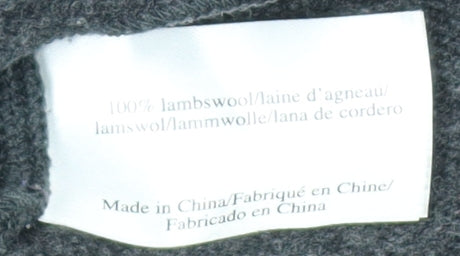 100% lambswool/laine d'agneau/
lamswol/lammwolle/lana de cordero
Made in China/Fabriqué en Chine/
Fabricado en China